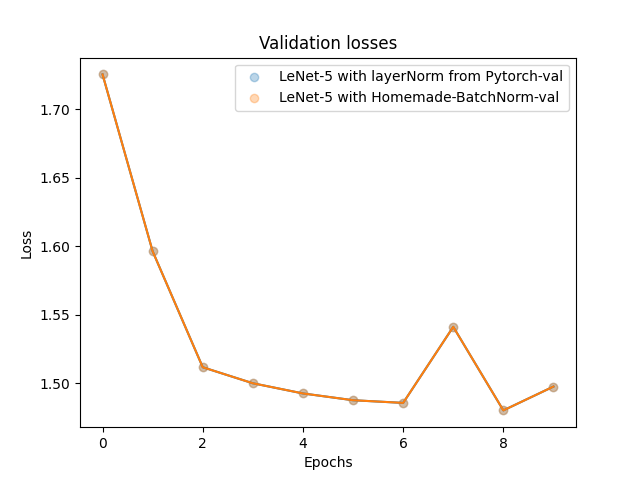 Validation losses
LeNet-5 with layerNorm from Pytorch-val
LeNet-5 with Homemade-BatchNorm-val
Loss
1.70
1.65
1.60
1.55
1.50
0 2 4 6 8
Epochs